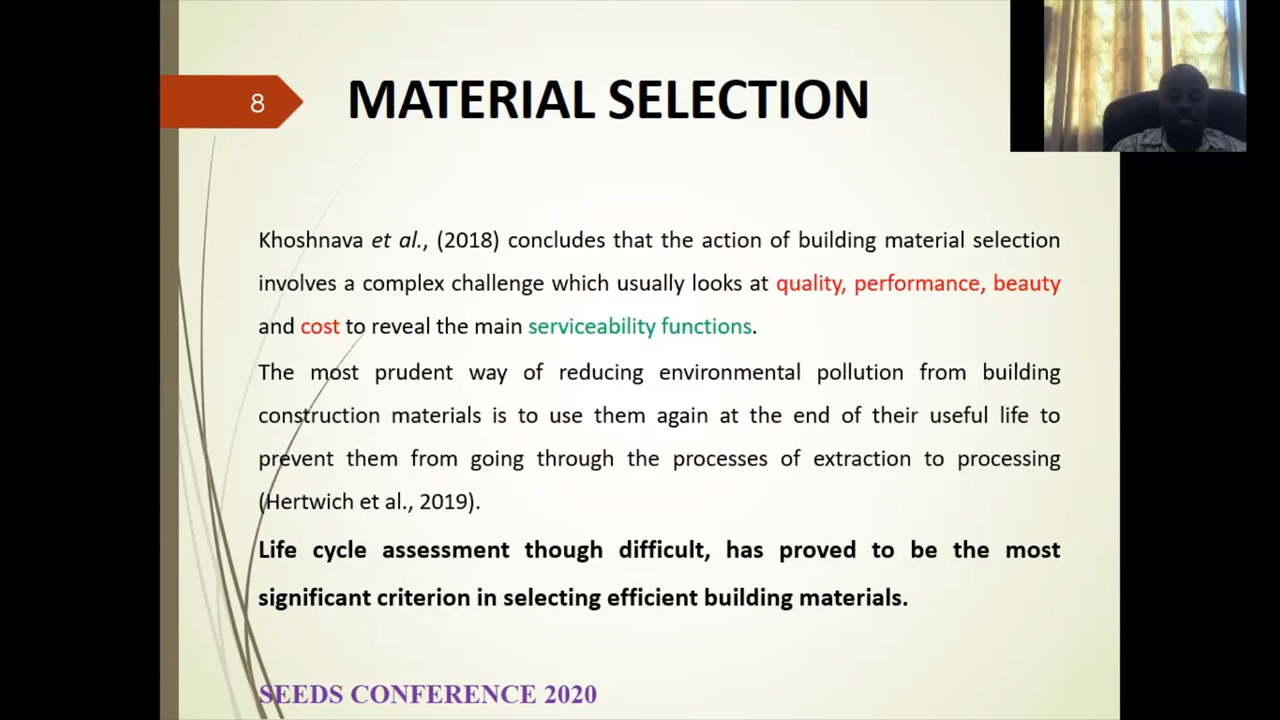 8
MATERIAL SELECTION
Khoshnava et al., (2018) concludes that the action of building material selection
involves a complex challenge which usually looks at quality, performance, beauty
and cost to reveal the main serviceability functions.
The most prudent way of reducing environmental pollution from building
construction materials is to use them again at the end of their useful life to
prevent them from going through the processes of extraction to processing
(Hertwich et al., 2019).
Life cycle assessment though difficult, has proved to be the most
significant criterion in selecting efficient building materials.
SEEDS CONFERENCE 2020